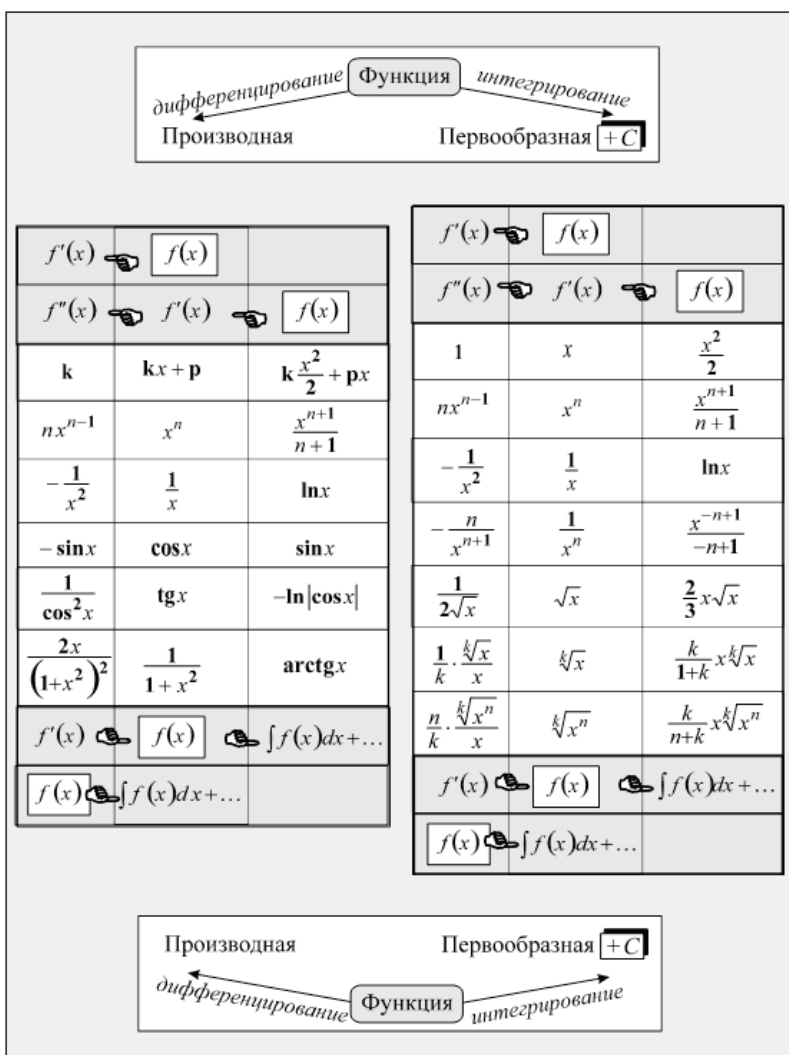 дифференцирование Функция интегрирование
Производная Первообразная +C
f'(x) f(x)
f''(x) f'(x) f(x)
k kx + p k x²/2 + px
nxⁿ⁻¹ xⁿ xⁿ⁺¹/(n + 1)
−1/x² 1/x lnx
− sinx cosx sinx
1/cos²x tgx −ln|cosx|
2x/(1+x²)² 1/(1 + x²) arctgx
f'(x) f(x) ∫f(x)dx+...
f(x) ∫f(x)dx+...
f'(x) f(x)
f''(x) f'(x) f(x)
1 x x²/2
nxⁿ⁻¹ xⁿ xⁿ⁺¹/(n + 1)
−1/x² 1/x lnx
−n/xⁿ⁺¹ 1/xⁿ x⁻ⁿ⁺¹/(−n+1)
1/(2√x) √x 2/3 x√x
1/k · ᵏ√x/x ᵏ√x k/(1+k) xᵏ√x
n/k · ᵏ√xⁿ/x ᵏ√xⁿ k/(n+k) xᵏ√xⁿ
f'(x) f(x) ∫f(x)dx+...
f(x) ∫f(x)dx+...
Производная Первообразная +C
дифференцирование Функция интегрирование